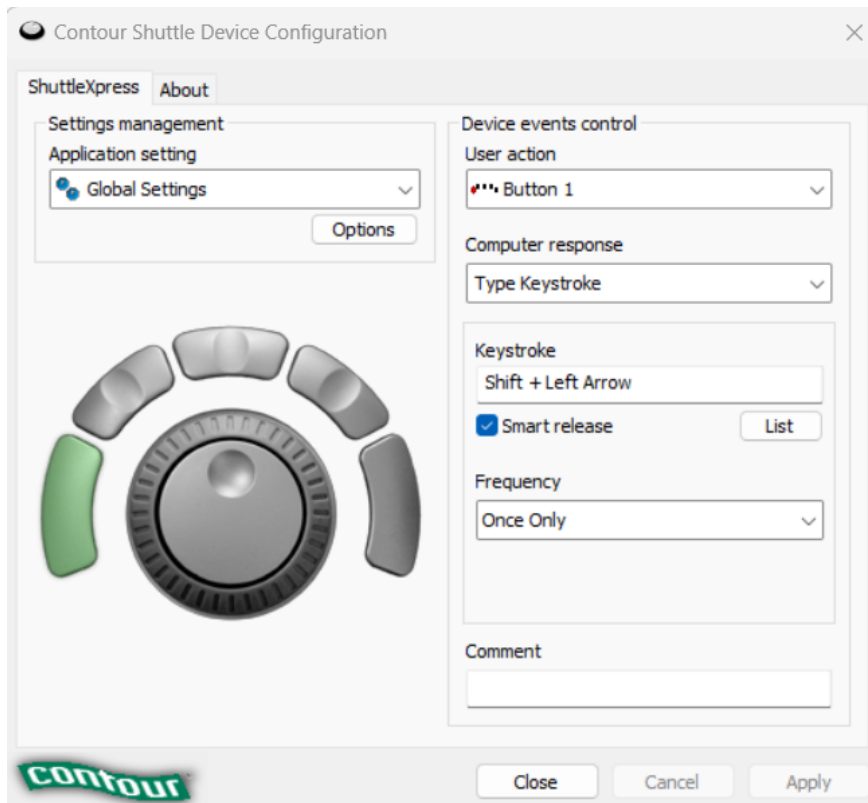 Contour Shuttle Device Configuration
ShuttleXpress
About
Settings management
Application setting
Global Settings
Options
Device events control
User action
Button 1
Computer response
Type Keystroke
Keystroke
Shift + Left Arrow
Smart release
List
Frequency
Once Only
Comment
contour
Close
Cancel
Apply